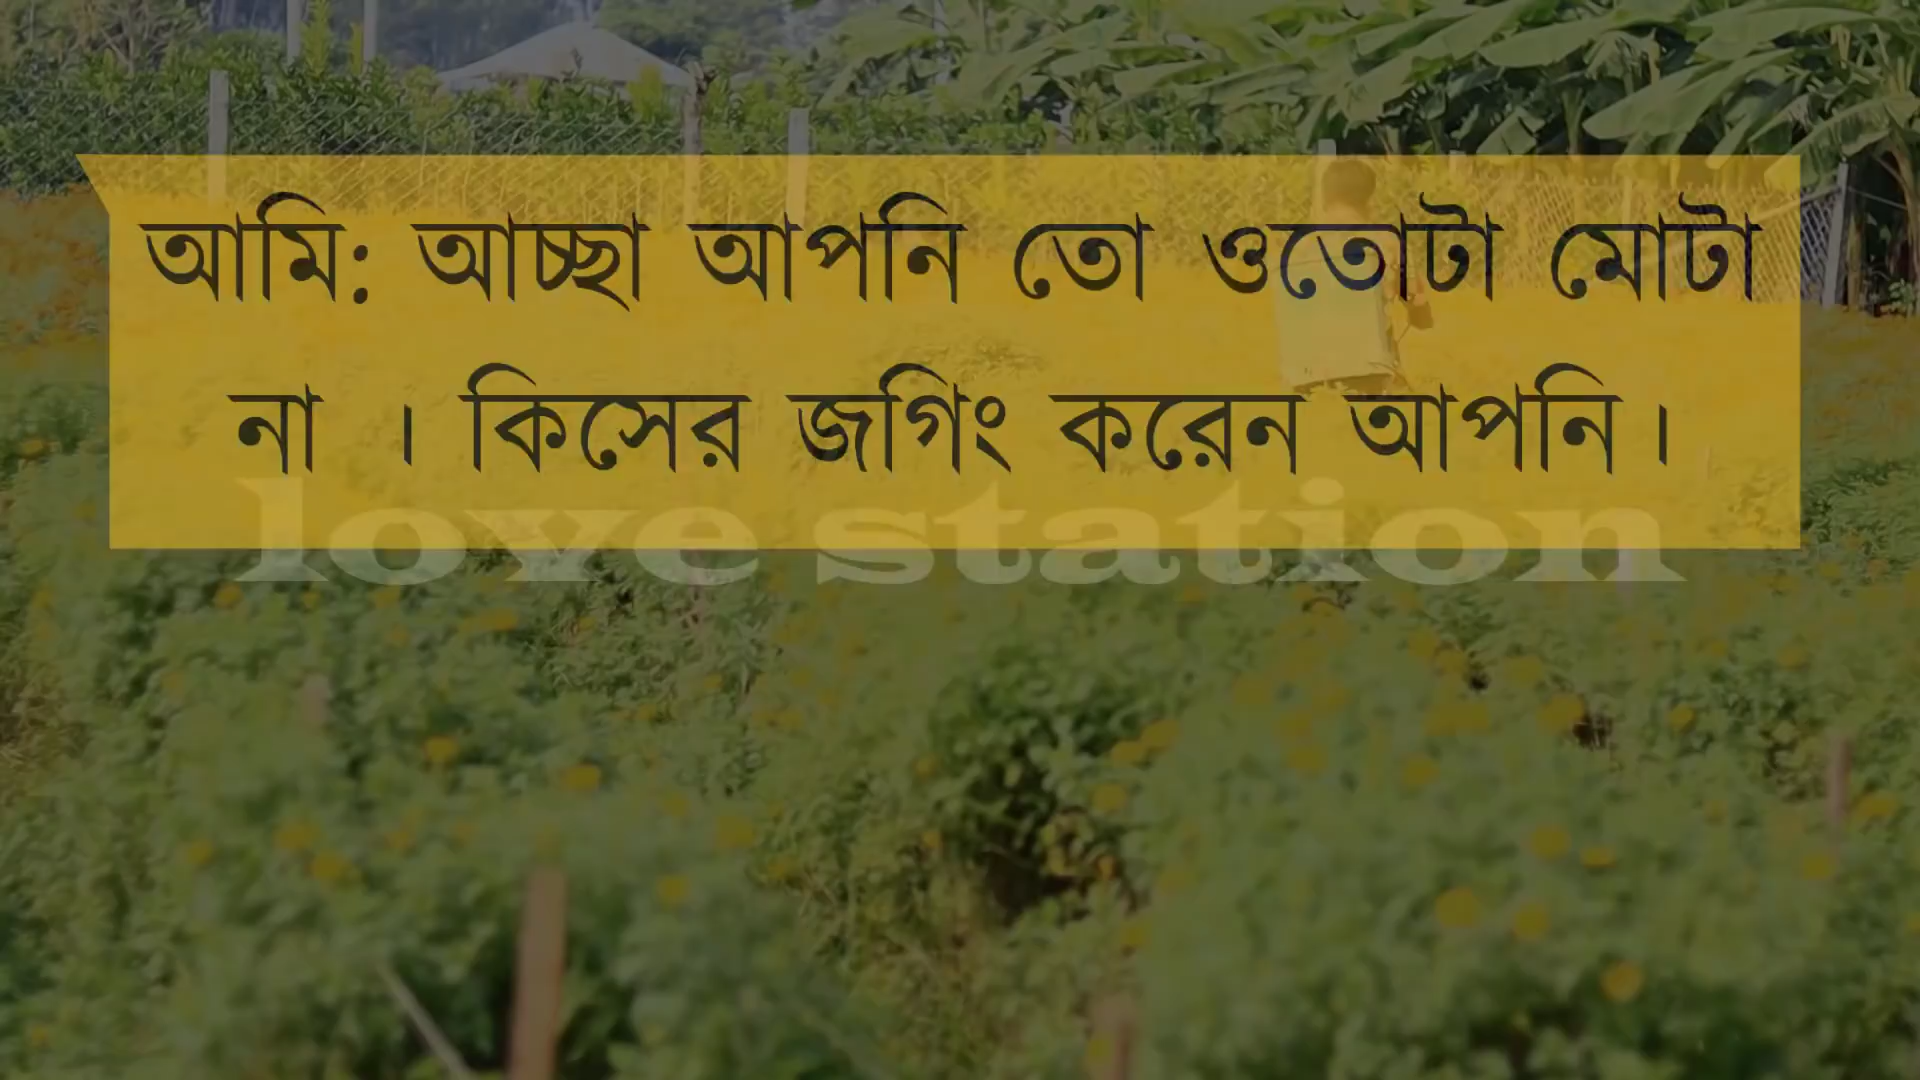 আমি: আচ্ছা আপনি তো ওতোটা মোটা
না । কিসের জগিং করেন আপনি।
love station